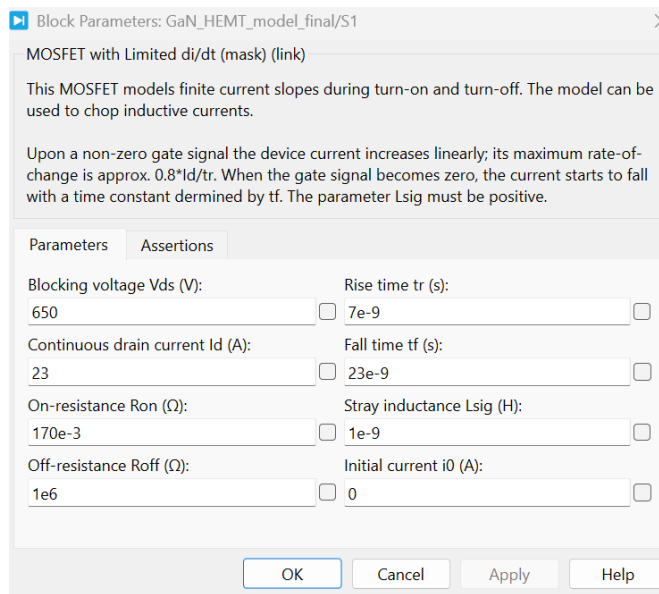 Block Parameters: GaN_HEMT_model_final/S1
MOSFET with Limited di/dt (mask) (link)
This MOSFET models finite current slopes during turn-on and turn-off. The model can be
used to chop inductive currents.
Upon a non-zero gate signal the device current increases linearly; its maximum rate-of-
change is approx. 0.8*Id/tr. When the gate signal becomes zero, the current starts to fall
with a time constant dermined by tf. The parameter Lsig must be positive.
Parameters Assertions
Blocking voltage Vds (V): Rise time tr (s):
650 7e-9
Continuous drain current Id (A): Fall time tf (s):
23 23e-9
On-resistance Ron (Ω): Stray inductance Lsig (H):
170e-3 1e-9
Off-resistance Roff (Ω): Initial current i0 (A):
1e6 0
OK Cancel Apply Help